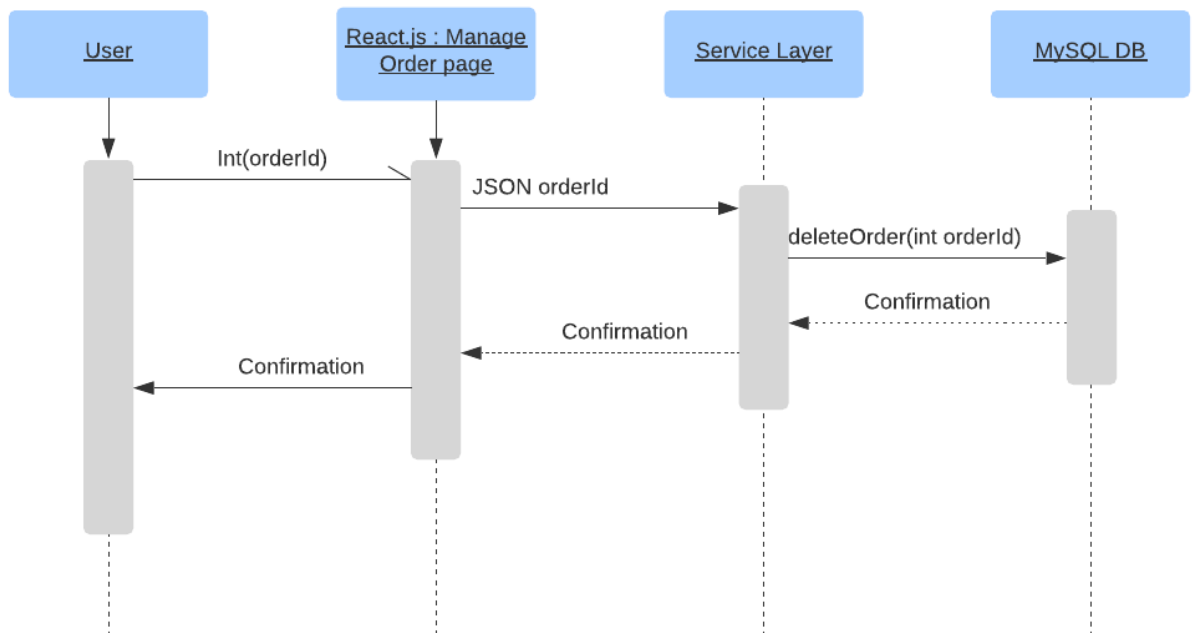 User
React.js : Manage
Order page
Service Layer
MySQL DB
Int(orderId)
JSON orderId
deleteOrder(int orderId)
Confirmation
Confirmation
Confirmation